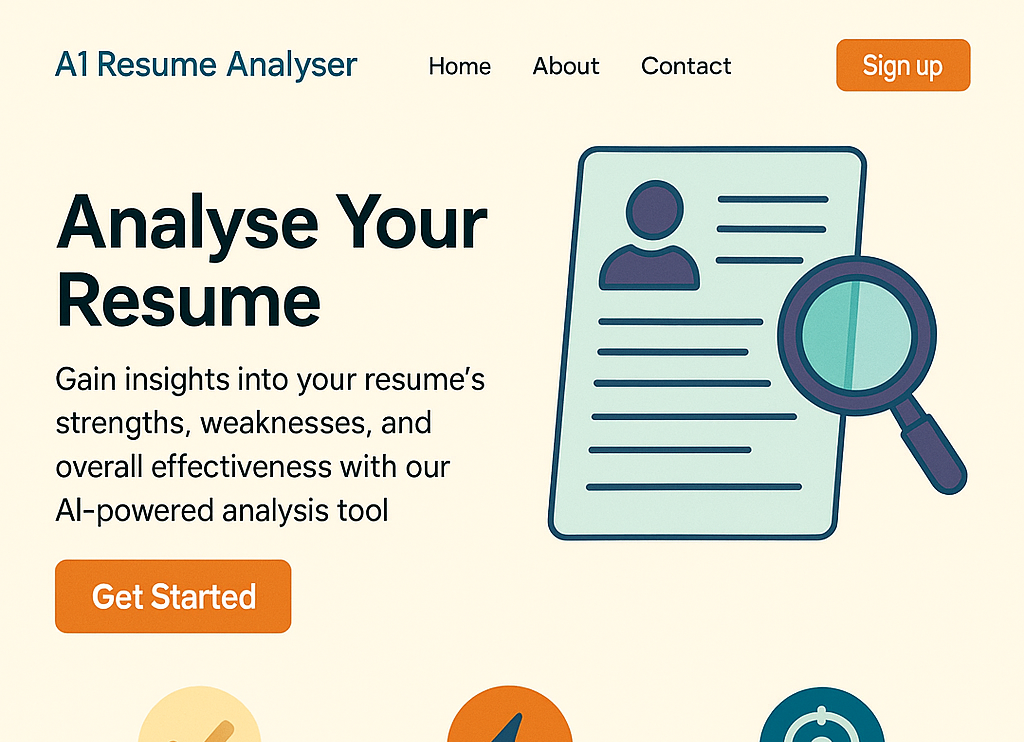 A1 Resume Analyser
Home
About
Contact
Sign up
Analyse Your
Resume
Gain insights into your resume's
strengths, weaknesses, and
overall effectiveness with our
AI-powered analysis tool
Get Started